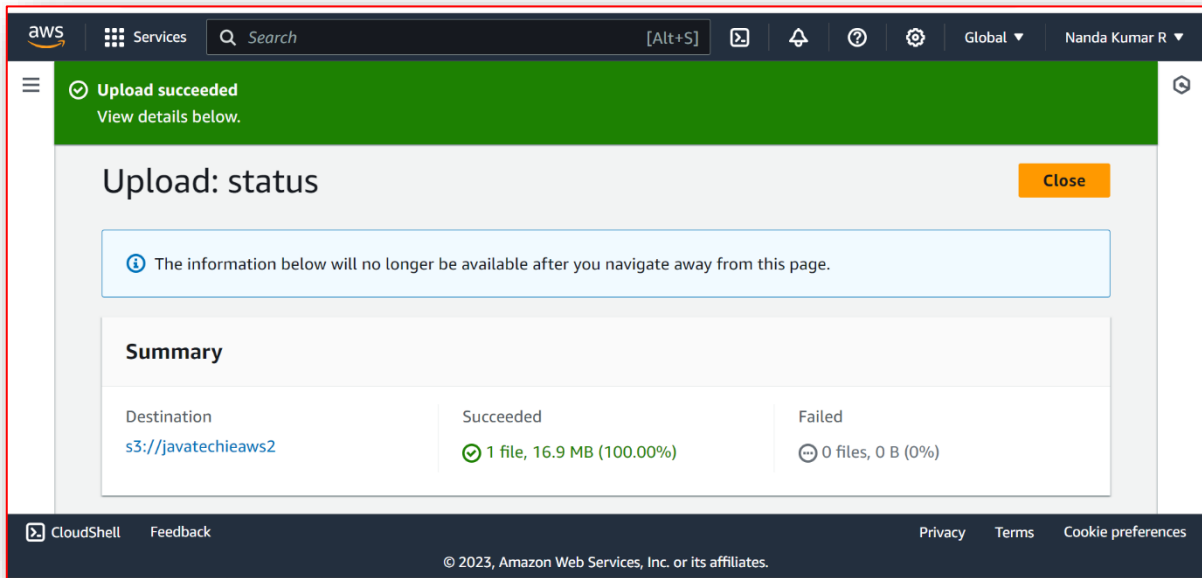 aws Services Search [Alt+S] Global Nanda Kumar R
Upload succeeded
View details below.
Upload: status
Close
The information below will no longer be available after you navigate away from this page.
Summary
Destination Succeeded Failed
s3://javatechieaws2 1 file, 16.9 MB (100.00%) 0 files, 0 B (0%)
CloudShell Feedback Privacy Terms Cookie preferences
© 2023, Amazon Web Services, Inc. or its affiliates.